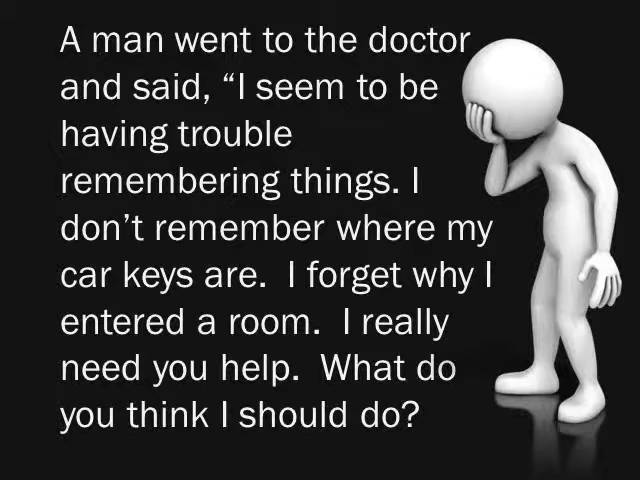 A man went to the doctor
and said, “I seem to be
having trouble
remembering things. I
don’t remember where my
car keys are.  I forget why I
entered a room.  I really
need you help.  What do
you think I should do?